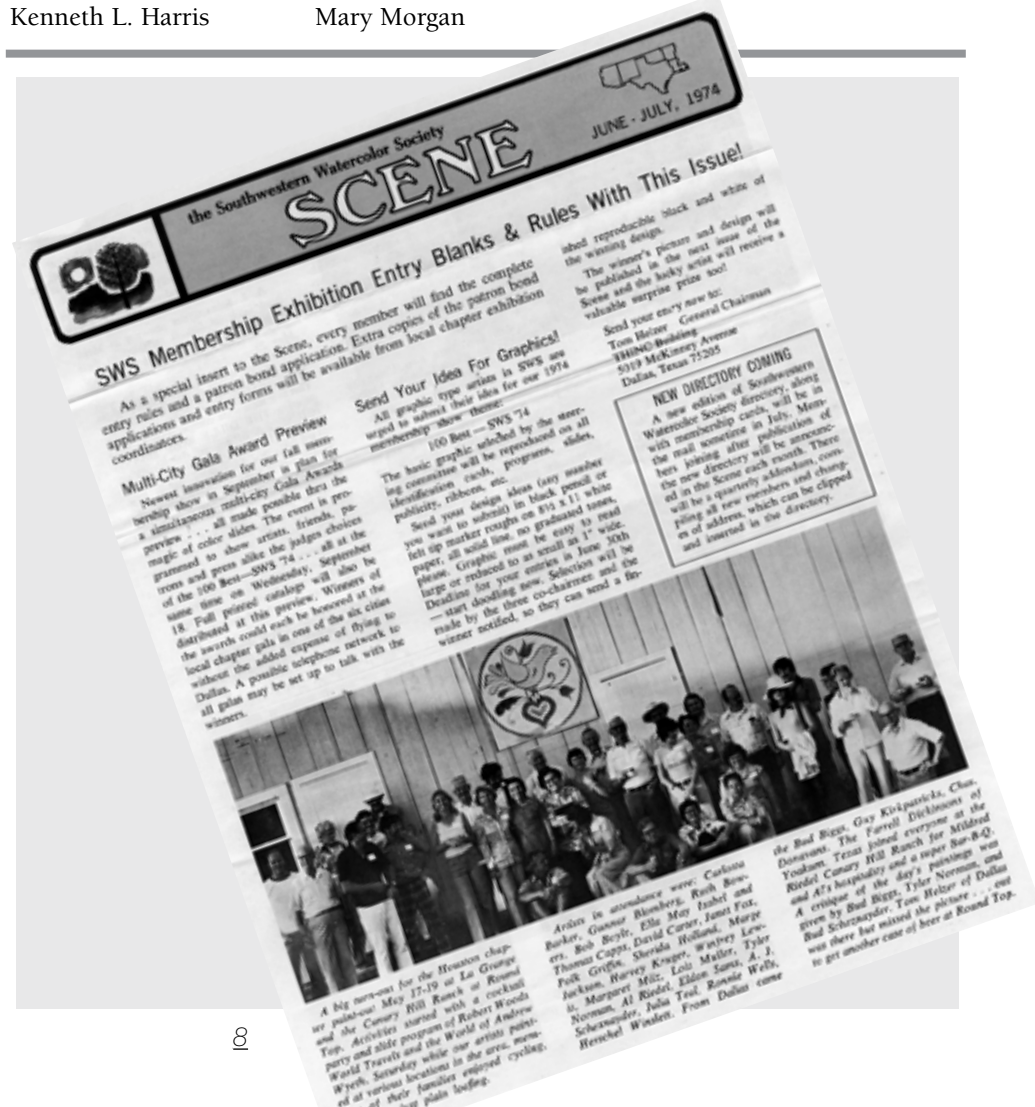 Kenneth L. Harris
Mary Morgan
the Southwestern Watercolor Society
SCENE
JUNE - JULY, 1974
SWS Membership Exhibition Entry Blanks & Rules With This Issue!
As a special insert to the Scene, every member will find the complete
entry rules and a patron bond application. Extra copies of the patron bond
applications and entry forms will be available from local chapter exhibition
coordinators.
Multi-City Gala Award Preview
Newest innovation for our fall mem-
bership show in September is plan for
a simultaneous multi-city Gala Awards
preview . . . all made possible thru the
magic of color slides. The event is pro-
grammed to show artists, friends, pa-
trons and press alike the judges choices
of the 100 Best—SWS '74 . . . all at the
same time on Wednesday, September
18. Full printed catalogs will also be
distributed at this preview. Winners of
the awards could each be honored at the
local chapter gala in one of the six cities
without the added expense of flying to
Dallas. A possible telephone network to
all galas may be set up to talk with the
winners.
Send Your Idea For Graphics!
All graphic type artists in SWS are
urged to submit their idea for our 1974
membership show theme:
100 Best — SWS '74
The basic graphic selected by the steer-
ing committee will be reproduced on all
identification cards, programs, slides,
publicity, ribbons, etc.
Send your design ideas (any number
you want to submit) in black pencil or
felt tip marker roughs on 8½ x 11 white
paper, all solid line, no graduated tones,
please. Graphic must be easy to read
large or reduced to as small as 1" wide.
Deadline for your entries is June 30th
— start doodling now. Selection will be
made by the three co-chairmen and the
winner notified, so they can send a fin-
ished reproducible black and white of
the winning design.
The winner's picture and design will
be published in the next issue of the
Scene and the lucky artist will receive a
valuable surprise prize too!
Send your entry now to:
Tom Helzer General Chairman
Building
5019 McKinney Avenue
Dallas, Texas 75205
NEW DIRECTORY COMING
A new edition of Southwestern
Watercolor Society directory, along
with membership cards, will be in
the mail sometime in July. Mem-
bers joining after publication of
the new directory will be announc-
ed in the Scene each month. There
will be a quarterly addendum, com-
piling all new members and chang-
es of address, which can be clipped
and inserted in the directory.
A big turn-out for the Houston chap-
ter paint-out May 17-19 at La Grange
and the Canary Hill Ranch at Round
Top. Activities started with a cocktail
party and slide program of Robert Woods
World Travels and the World of Andrew
Wyeth. Saturday while our artists paint-
ed at various locations in the area, mem-
of their families enjoyed cycling,
plain loafing.
Artists in attendance were: Carlotta
Barker, Gunnar Blomberg, Ruth Bow-
ers, Bob Boyle, Ella May Isabel and
Thomas Capps, David Carter, Janet Fox,
Polk Griffin, Sherida Holland, Marge
Jackson, Harvey Kruger, Winfrey Lew-
is, Margaret Milz, Lois Muller, Tyler
Norman, Al Riedel, Eldon Sams, A. J.
Schexnayder, Julia Teal, Ronnie Wells,
Herschel Winslett. From Dallas came
the Bud Biggs, Guy Kirkpatricks, Chas.
Donavans. The Farrell Dickinsons of
Yoakum, Texas joined everyone at the
Riedel Canary Hill Ranch for Mildred
and Al's hospitality and a super Bar-B-Q.
A critique of the day's paintings was
given by Bud Biggs, Tyler Norman, and
Bud Schexnayder. Tom Helzer of Dallas
was there but missed the picture . . . out
to get another case of beer at Round Top.
8